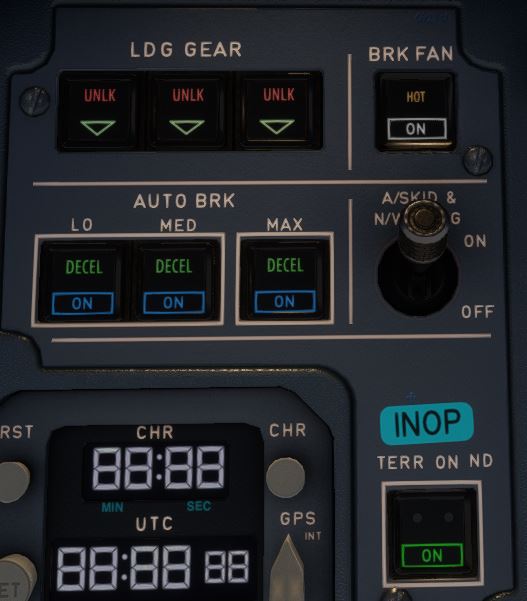 LDG GEAR
BRK FAN
UNLK UNLK UNLK
HOT
ON
AUTO BRK
A/SKID &
LO MED MAX
ON
DECEL DECEL DECEL
ON ON ON
OFF
INOP
TERR ON ND
RST CHR CHR
88:88
MIN SEC
UTC
GPS
INT
88:88 88
ON
ET